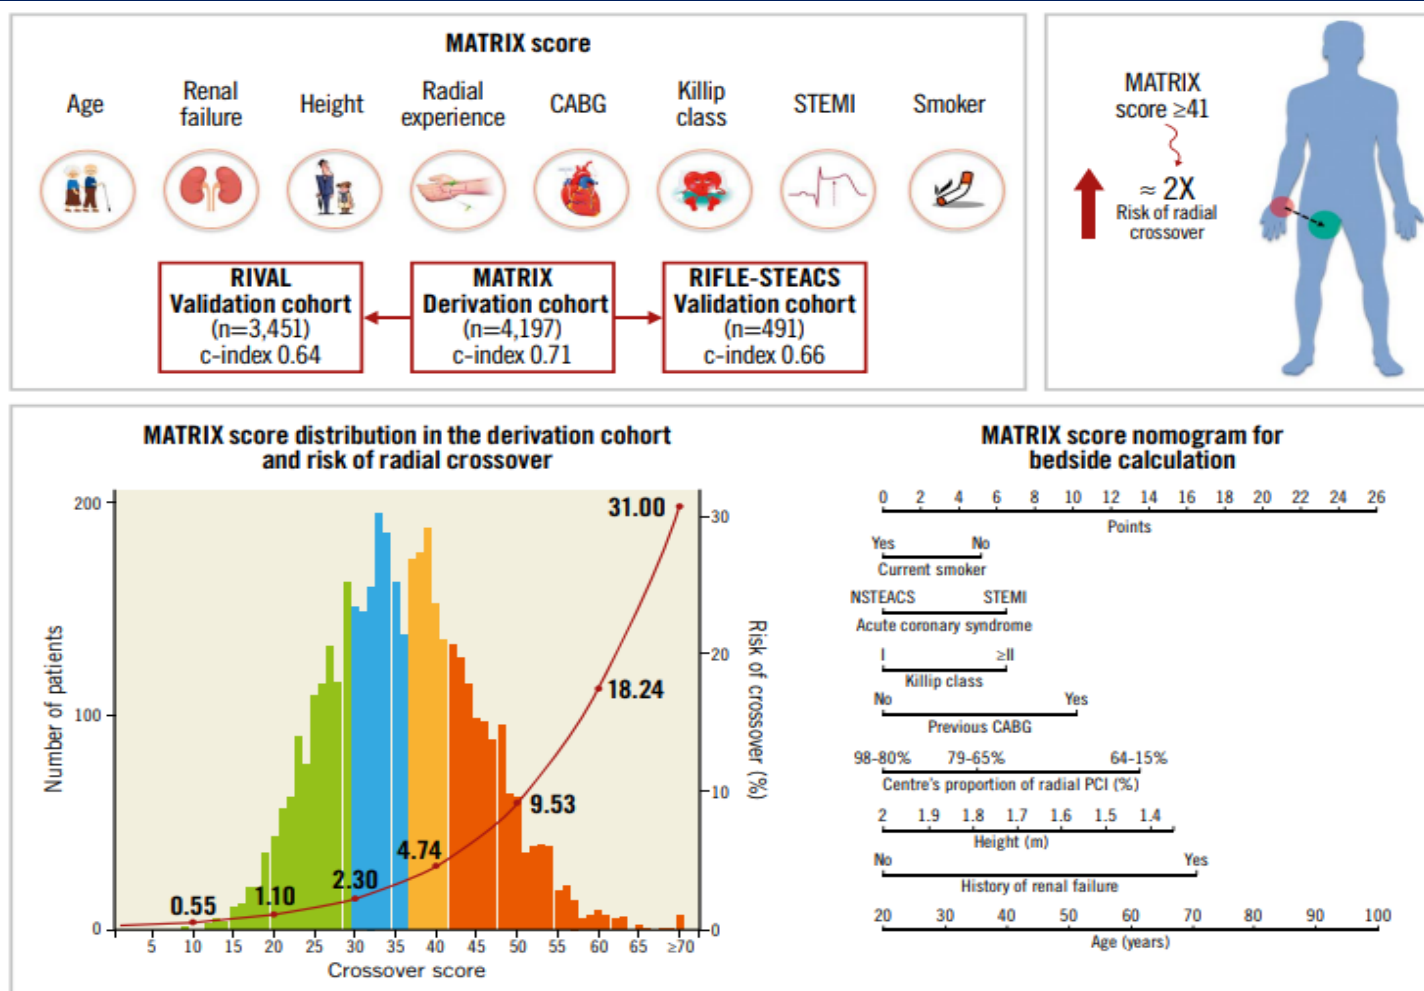 MATRIX score
Age
Renal
failure
Height
Radial
experience
CABG
Killip
class
STEMI
Smoker
RIVAL
Validation cohort
(n=3,451)
c-index 0.64
MATRIX
Derivation cohort
(n=4,197)
c-index 0.71
RIFLE-STEACS
Validation cohort
(n=491)
c-index 0.66
MATRIX
score ≥41
≈ 2X
Risk of radial
crossover
MATRIX score distribution in the derivation cohort
and risk of radial crossover
Number of patients
200
100
0
0.55
1.10
2.30
4.74
9.53
18.24
31.00
30
20
10
0
Risk of crossover (%)
5 10 15 20 25 30 35 40 45 50 55 60 65 ≥70
Crossover score
MATRIX score nomogram for
bedside calculation
0 2 4 6 8 10 12 14 16 18 20 22 24 26
Points
Yes No
Current smoker
NSTEACS STEMI
Acute coronary syndrome
I ≥II
Killip class
No Yes
Previous CABG
98-80% 79-65% 64-15%
Centre's proportion of radial PCI (%)
2 1.9 1.8 1.7 1.6 1.5 1.4
Height (m)
No Yes
History of renal failure
20 30 40 50 60 70 80 90 100
Age (years)